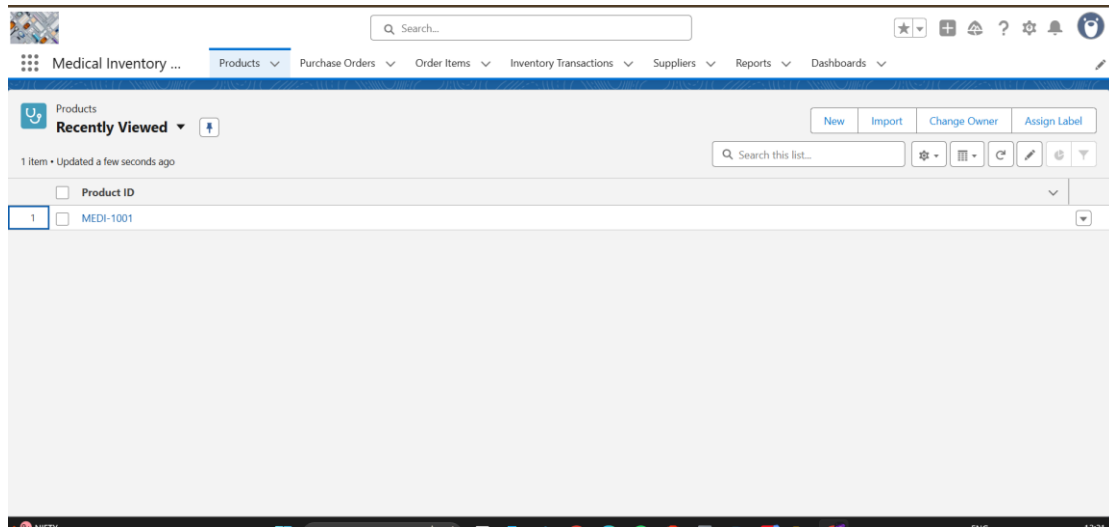 Search...
Medical Inventory ... Products Purchase Orders Order Items Inventory Transactions Suppliers Reports Dashboards
Products
Recently Viewed
New Import Change Owner Assign Label
1 item • Updated a few seconds ago
Search this list...
Product ID
1 MEDI-1001